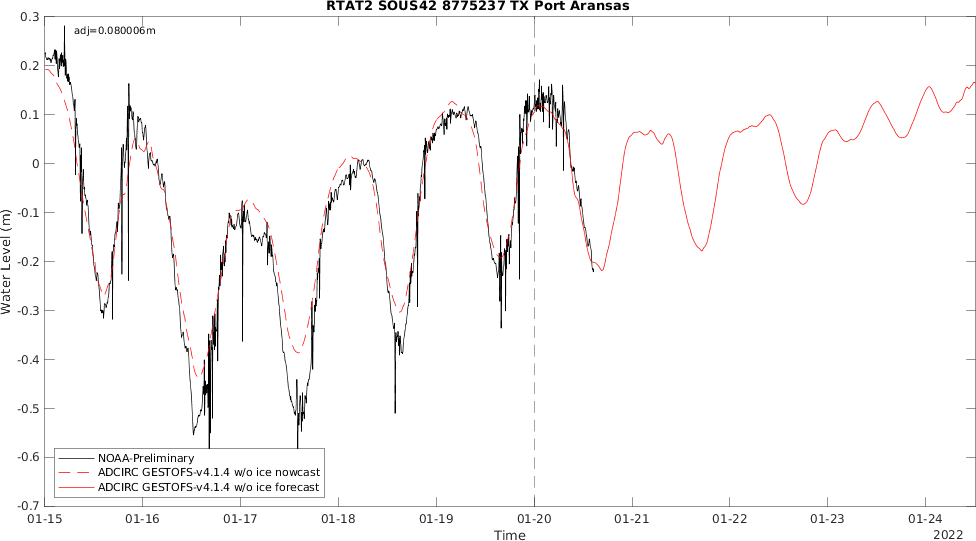 RTAT2 SOUS42 8775237 TX Port Aransas
adj=0.080006m
0.3
0.2
0.1
0
-0.1
-0.2
-0.3
-0.4
-0.5
-0.6
-0.7
Water Level (m)
NOAA-Preliminary
ADCIRC GESTOFS-v4.1.4 w/o ice nowcast
ADCIRC GESTOFS-v4.1.4 w/o ice forecast
01-15 01-16 01-17 01-18 01-19 01-20 01-21 01-22 01-23 01-24
Time
2022